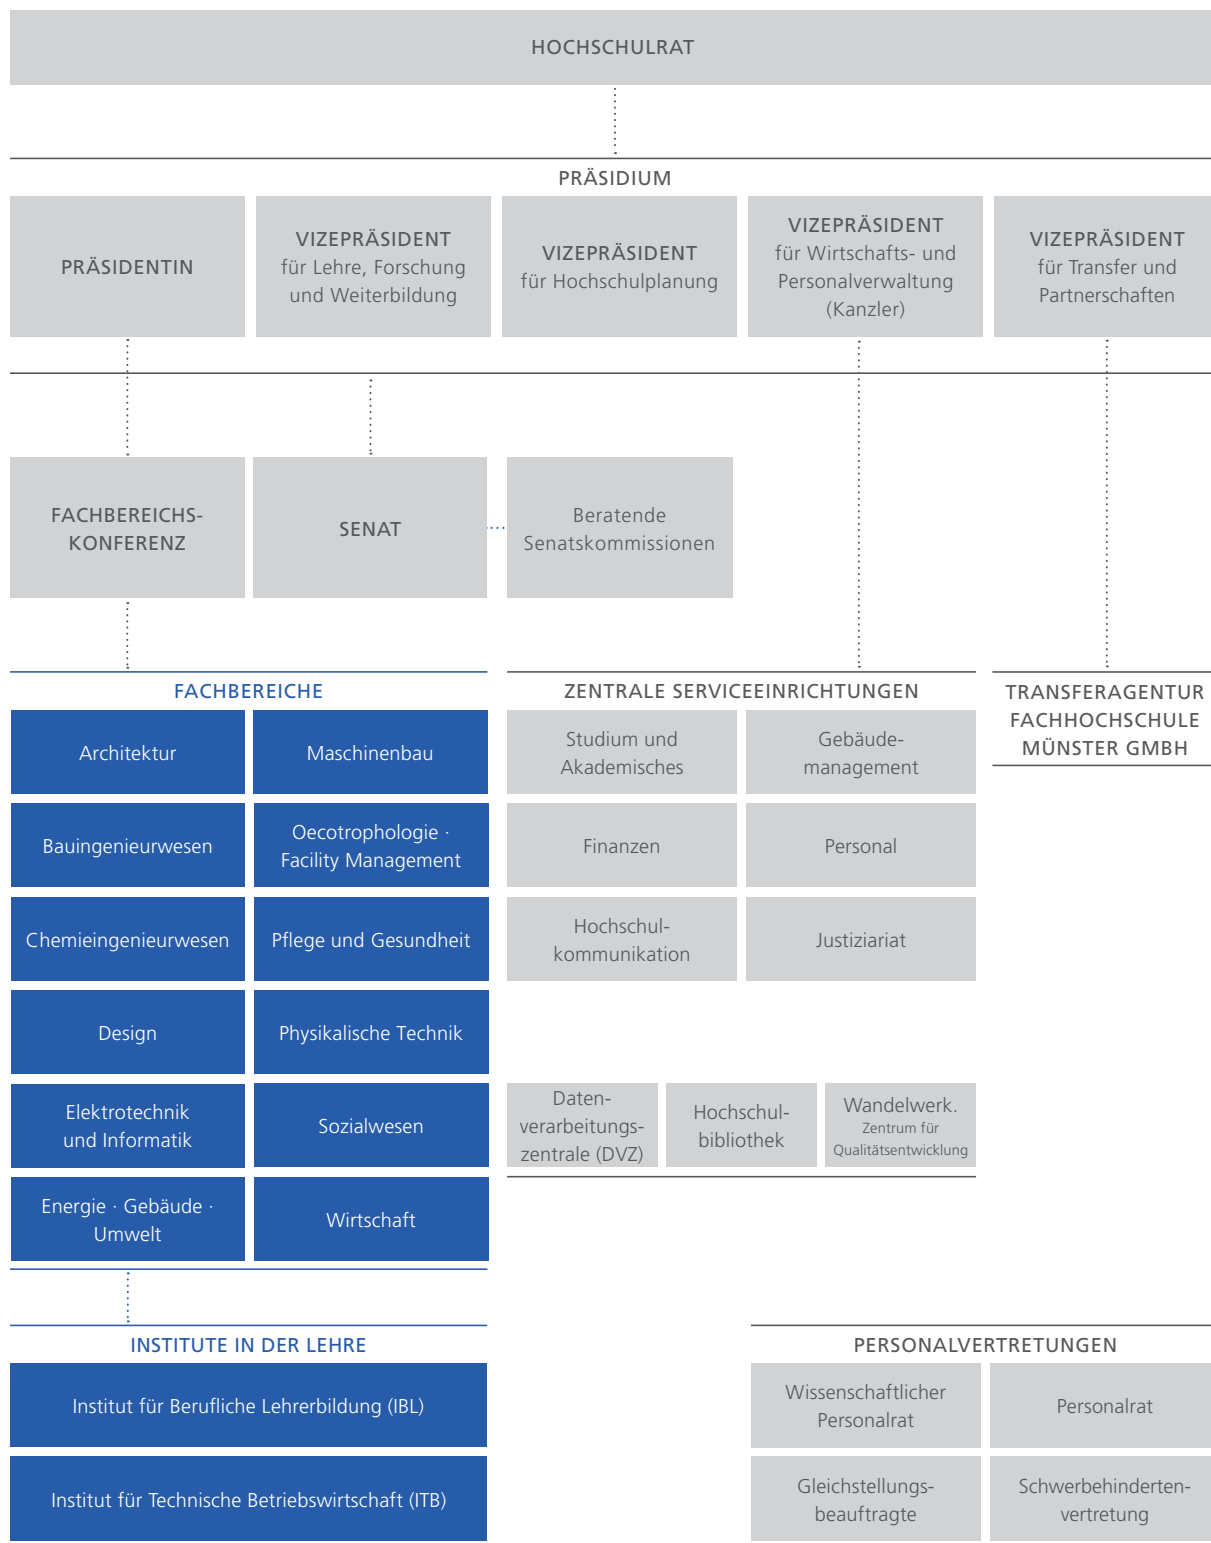 HOCHSCHULRAT
PRÄSIDIUM
PRÄSIDENTIN
VIZEPRÄSIDENT
für Lehre, Forschung
und Weiterbildung
VIZEPRÄSIDENT
für Hochschulplanung
VIZEPRÄSIDENT
für Wirtschafts- und
Personalverwaltung
(Kanzler)
VIZEPRÄSIDENT
für Transfer und
Partnerschaften
FACHBEREICHS-
KONFERENZ
SENAT
Beratende
Senatskommissionen
FACHBEREICHE
Architektur
Maschinenbau
Bauingenieurwesen
Oecotrophologie ·
Facility Management
Chemieingenieurwesen
Pflege und Gesundheit
Design
Physikalische Technik
Elektrotechnik
und Informatik
Sozialwesen
Energie · Gebäude ·
Umwelt
Wirtschaft
ZENTRALE SERVICEEINRICHTUNGEN
Studium und
Akademisches
Gebäude-
management
Finanzen
Personal
Hochschul-
kommunikation
Justiziariat
Daten-
verarbeitungs-
zentrale (DVZ)
Hochschul-
bibliothek
Wandelwerk.
Zentrum für
Qualitätsentwicklung
TRANSFERAGENTUR
FACHHOCHSCHULE
MÜNSTER GMBH
INSTITUTE IN DER LEHRE
Institut für Berufliche Lehrerbildung (IBL)
Institut für Technische Betriebswirtschaft (ITB)
PERSONALVERTRETUNGEN
Wissenschaftlicher
Personalrat
Personalrat
Gleichstellungs-
beauftragte
Schwerbehinderten-
vertretung